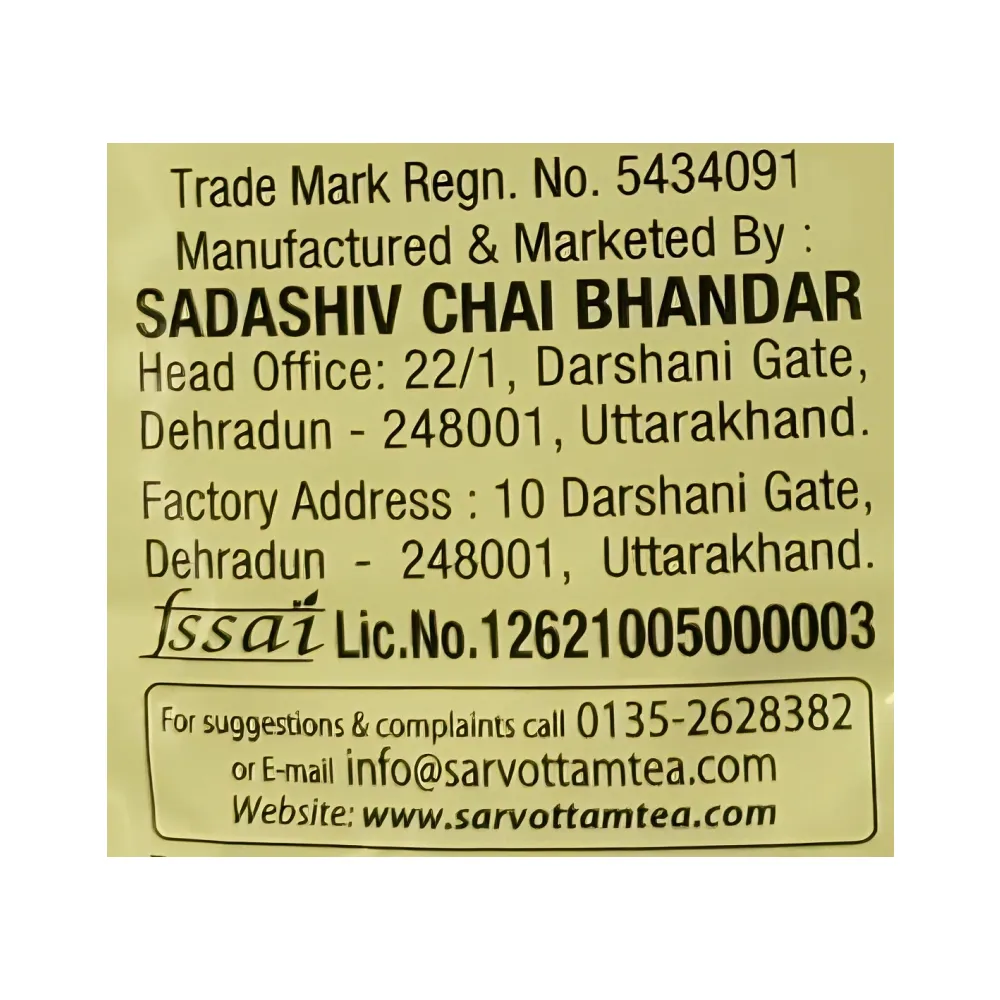 Trade Mark Regn. No. 5434091
Manufactured & Marketed By :
SADASHIV CHAI BHANDAR
Head Office: 22/1, Darshani Gate,
Dehradun - 248001, Uttarakhand.
Factory Address : 10 Darshani Gate,
Dehradun - 248001, Uttarakhand.
fssai Lic.No.12621005000003
For suggestions & complaints call 0135-2628382
or E-mail info@sarvottamtea.com
Website: www.sarvottamtea.com